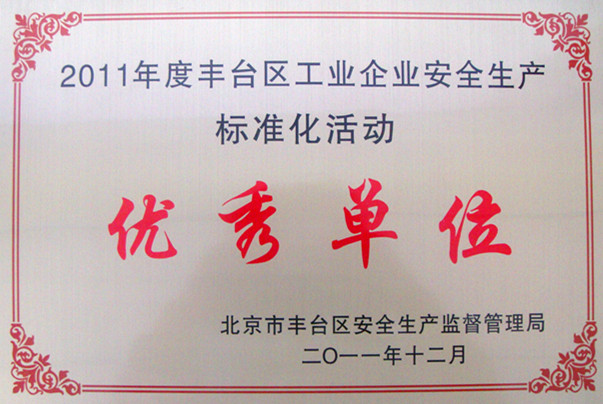 2011年度丰台区工业企业安全生产
标准化活动
优秀单位
北京市丰台区安全生产监督管理局
二〇一一年十二月